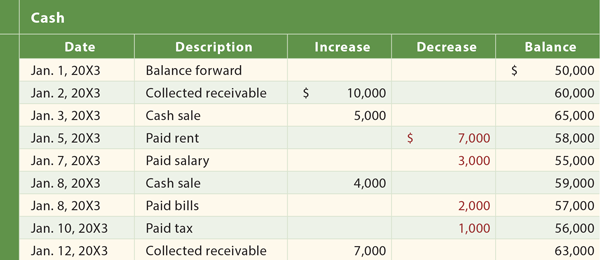 Cash
Date Description Increase Decrease Balance
Jan. 1, 20X3 Balance forward $ 50,000
Jan. 2, 20X3 Collected receivable $ 10,000 60,000
Jan. 3, 20X3 Cash sale 5,000 65,000
Jan. 5, 20X3 Paid rent $ 7,000 58,000
Jan. 7, 20X3 Paid salary 3,000 55,000
Jan. 8, 20X3 Cash sale 4,000 59,000
Jan. 8, 20X3 Paid bills 2,000 57,000
Jan. 10, 20X3 Paid tax 1,000 56,000
Jan. 12, 20X3 Collected receivable 7,000 63,000